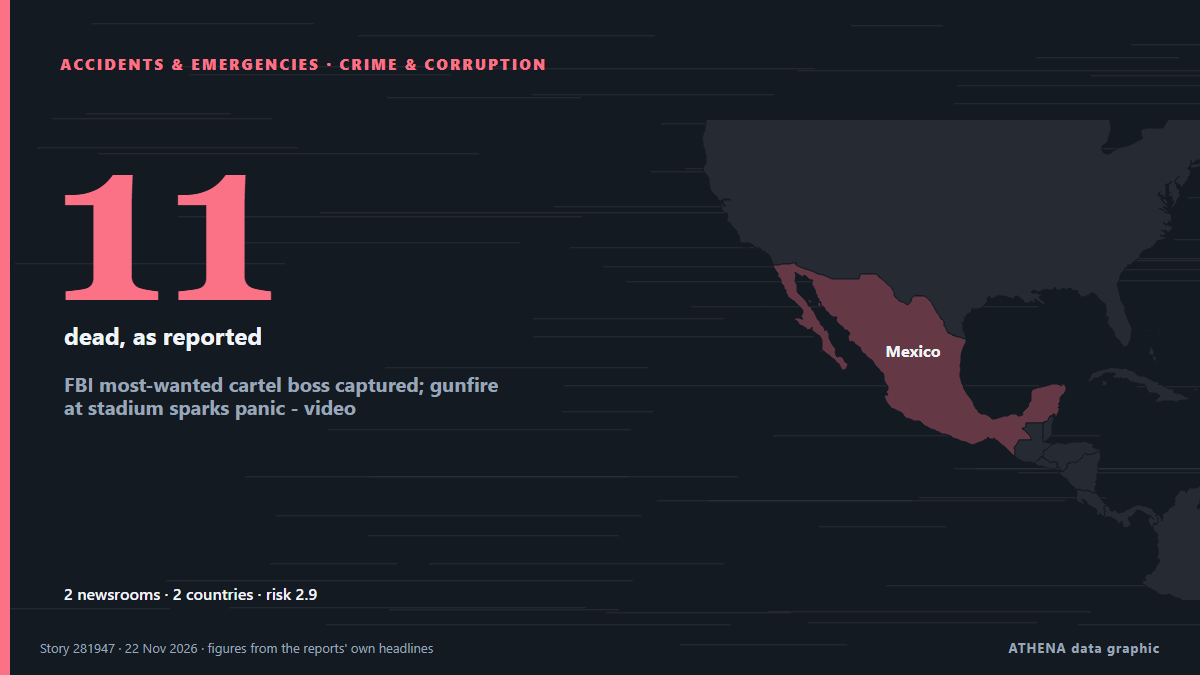 ACCIDENTS & EMERGENCIES · CRIME & CORRUPTION
11
dead, as reported
FBI most-wanted cartel boss captured; gunfire
at stadium sparks panic - video
Mexico
2 newsrooms · 2 countries · risk 2.9
Story 281947 · 22 Nov 2026 · figures from the reports' own headlines
ATHENA data graphic